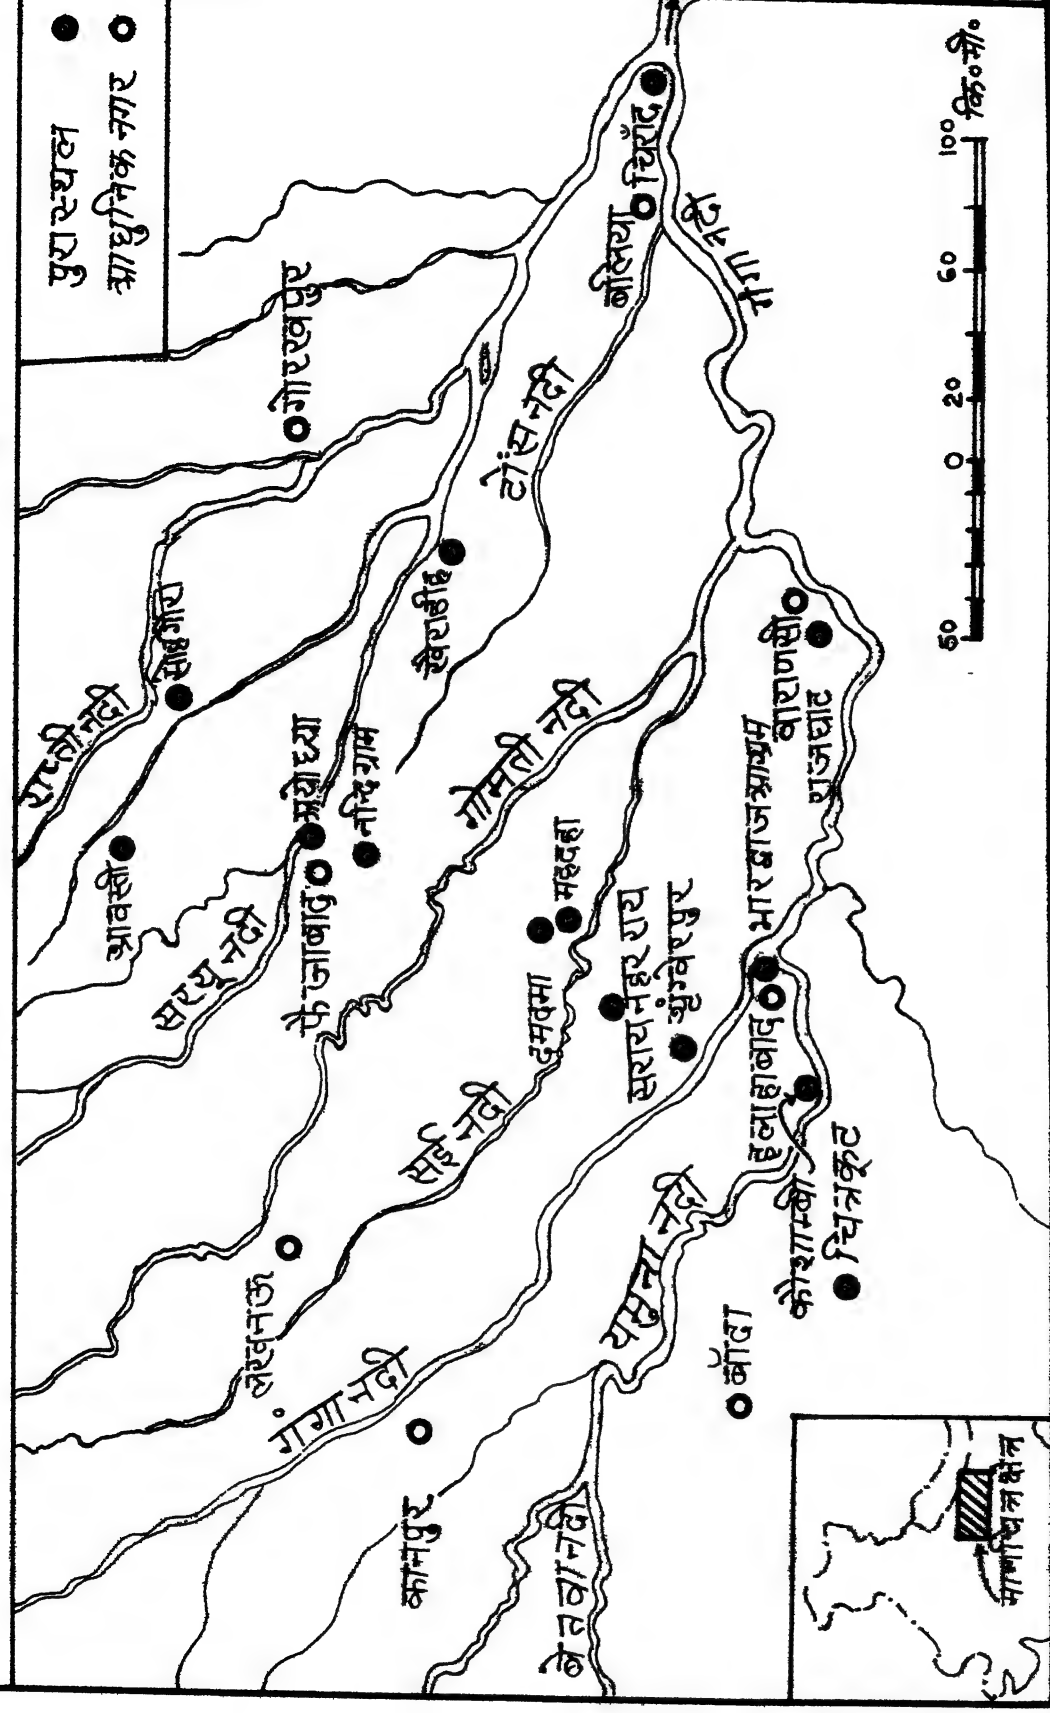 आधुनिक नगर
पुरास्थल
राप्ती नदी
श्रावस्ती
साहगौरा
गोरखपुर
सरयू नदी
अयोध्या
फैजाबाद
नन्दिग्राम
खैराडीह
टोंस नदी
बलिया
चिराँद
गंगा नदी
लखनऊ
सई नदी
गोमती नदी
दमदमा
महदहा
सराय नहर राय
शृंगवेरपुर
भारद्वाज आश्रम
वाराणसी
राजघाट
गंगा नदी
कानपुर
यमुना नदी
इलाहाबाद
कौशाम्बी
चित्रकूट
बाँदा
बेतवा नदी
मानचित्र क्षेत्र
50 0 20 60 100 कि०मी०